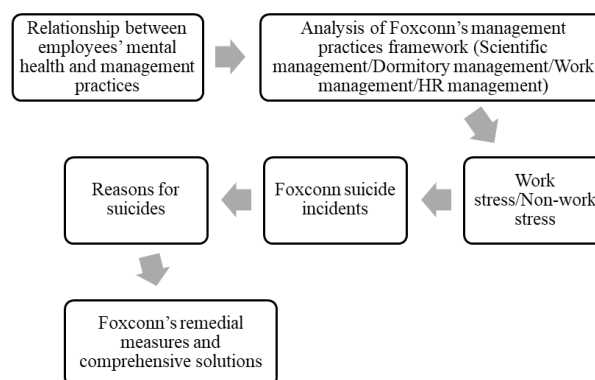 Relationship between
employees’ mental
health and management
practices
Analysis of Foxconn’s management
practices framework (Scientific
management/Dormitory management/Work
management/HR management)
Work
stress/Non-work
stress
Foxconn suicide
incidents
Reasons for
suicides
Foxconn’s remedial
measures and
comprehensive solutions